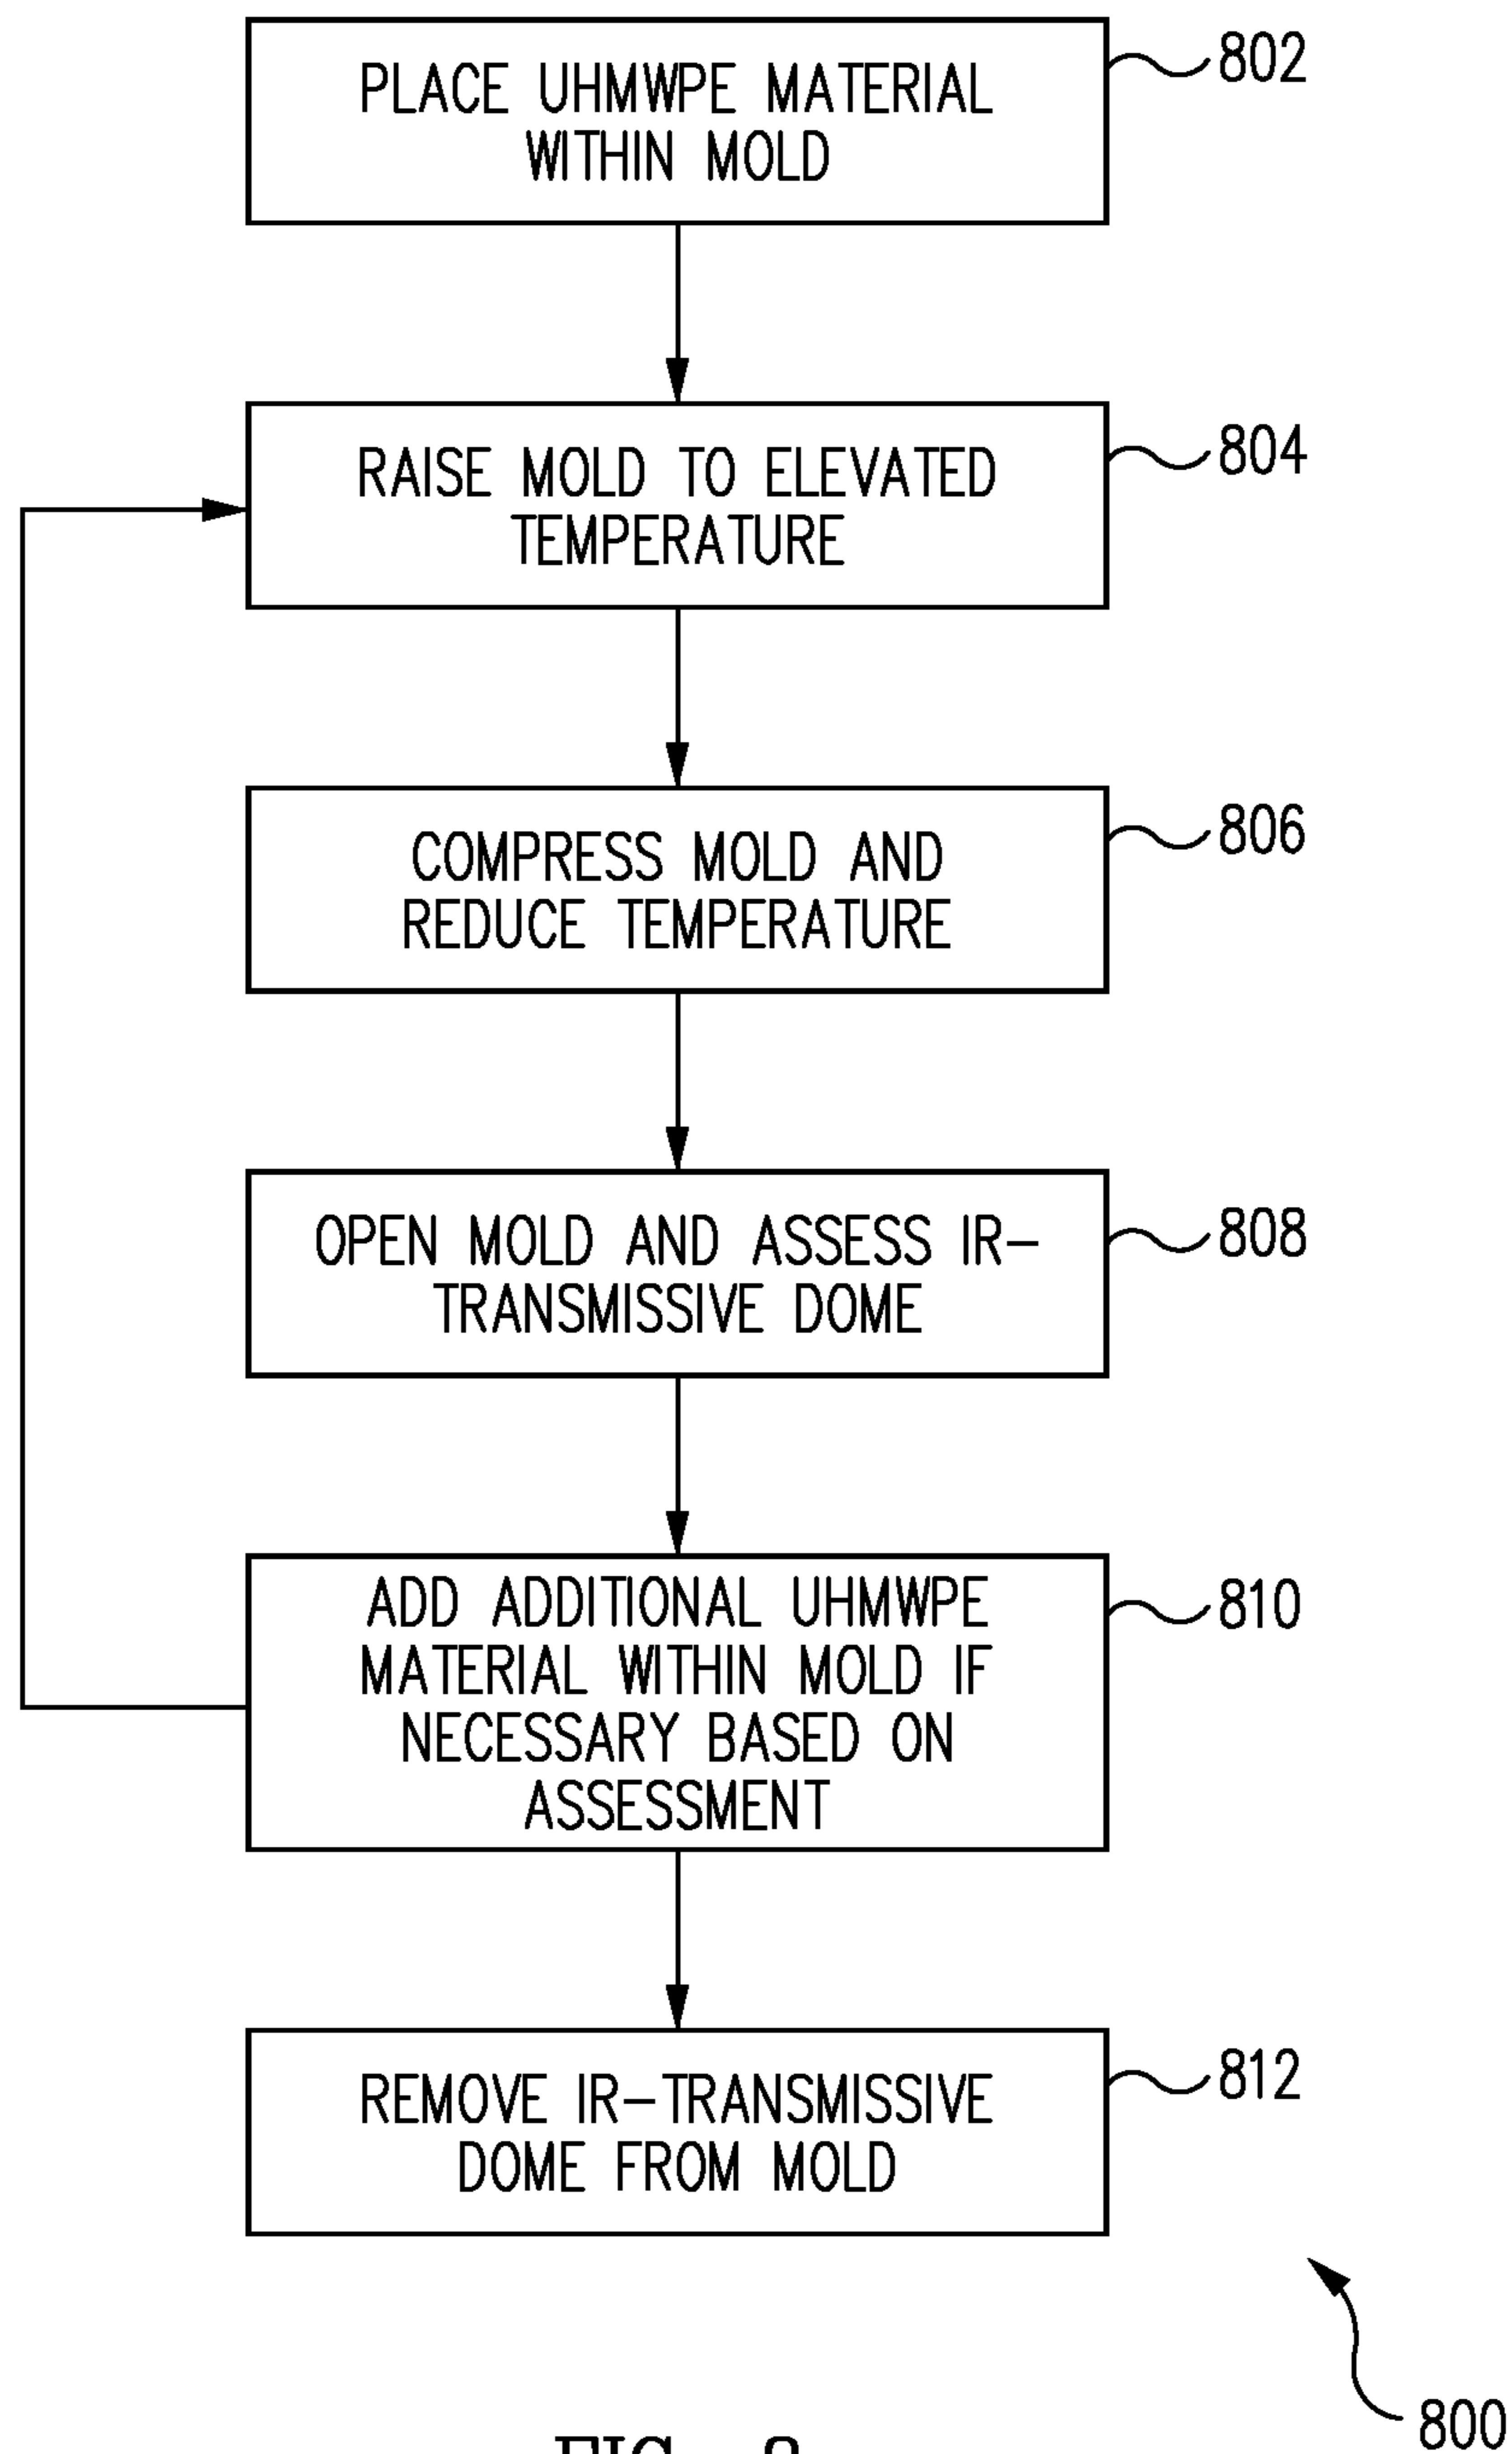 PLACE UHMWPE MATERIAL
WITHIN MOLD
802
RAISE MOLD TO ELEVATED
TEMPERATURE
804
COMPRESS MOLD AND
REDUCE TEMPERATURE
806
OPEN MOLD AND ASSESS IR-
TRANSMISSIVE DOME
808
ADD ADDITIONAL UHMWPE
MATERIAL WITHIN MOLD IF
NECESSARY BASED ON
ASSESSMENT
810
REMOVE IR-TRANSMISSIVE
DOME FROM MOLD
812
800
FIG.